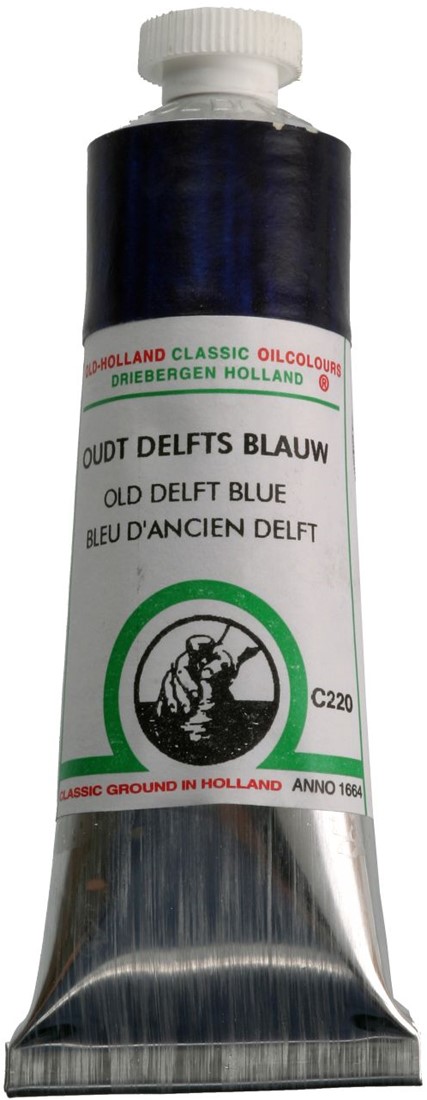 OLD-HOLLAND CLASSIC OILCOLOURS
DRIEBERGEN HOLLAND ®
OUDT DELFTS BLAUW
OLD DELFT BLUE
BLEU D'ANCIEN DELFT
C220
CLASSIC GROUND IN HOLLAND ANNO 1664